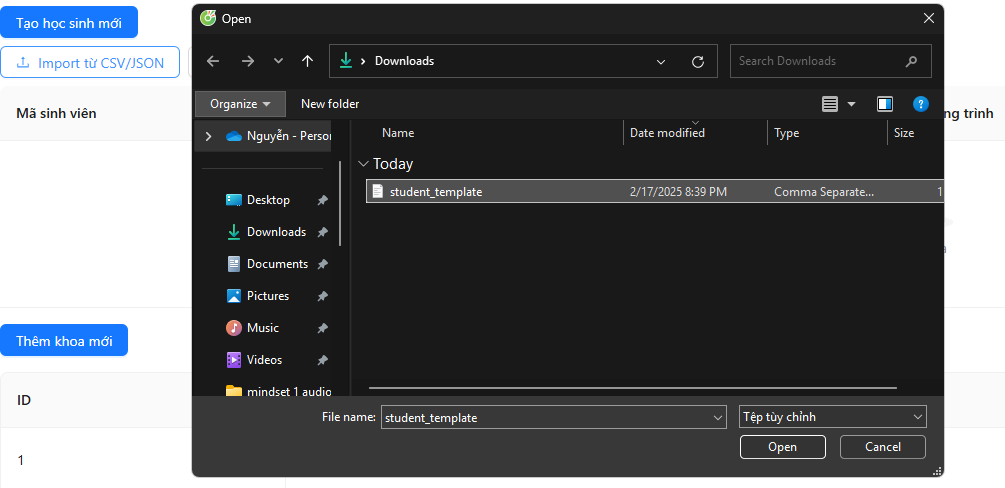 Tạo học sinh mới
Open
Import từ CSV/JSON
Downloads
Search Downloads
Organize
New folder
Mã sinh viên
Nguyễn - Person
Name
Date modified
Type
Size
ng trình
Today
student_template
2/17/2025 8:39 PM
Comma Separate...
1
Desktop
Downloads
Documents
Pictures
Music
Videos
mindset 1 audio
Thêm khoa mới
ID
File name:
student_template
Tệp tùy chỉnh
Open
Cancel
1